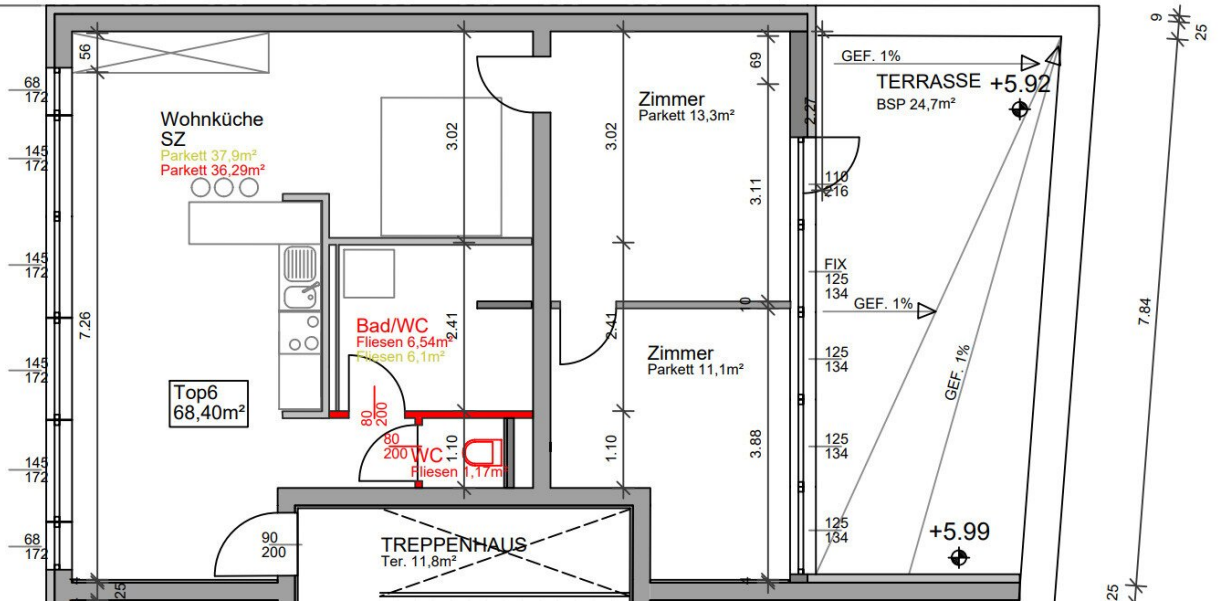 9
25
56
68
172
145
172
145
172
145
172
145
172
68
172
7.26
25
Wohnküche
SZ
Parkett 37,9m²
Parkett 36,29m²
Top6
68,40m²
3.02
2.41
1.10
Bad/WC
Fliesen 6,54m²
Fliesen 6,1m²
80
200
80
200
WC
Fliesen 1,17m²
90
200
TREPPENHAUS
Ter. 11,8m²
Zimmer
Parkett 13,3m²
3.02
2.41
1.10
Zimmer
Parkett 11,1m²
69
3.11
10
3.88
4
2.27
110
216
FIX
125
134
125
134
125
134
125
134
GEF. 1%
TERRASSE +5.92
BSP 24,7m²
GEF. 1%
GEF. 1%
+5.99
7.84
25